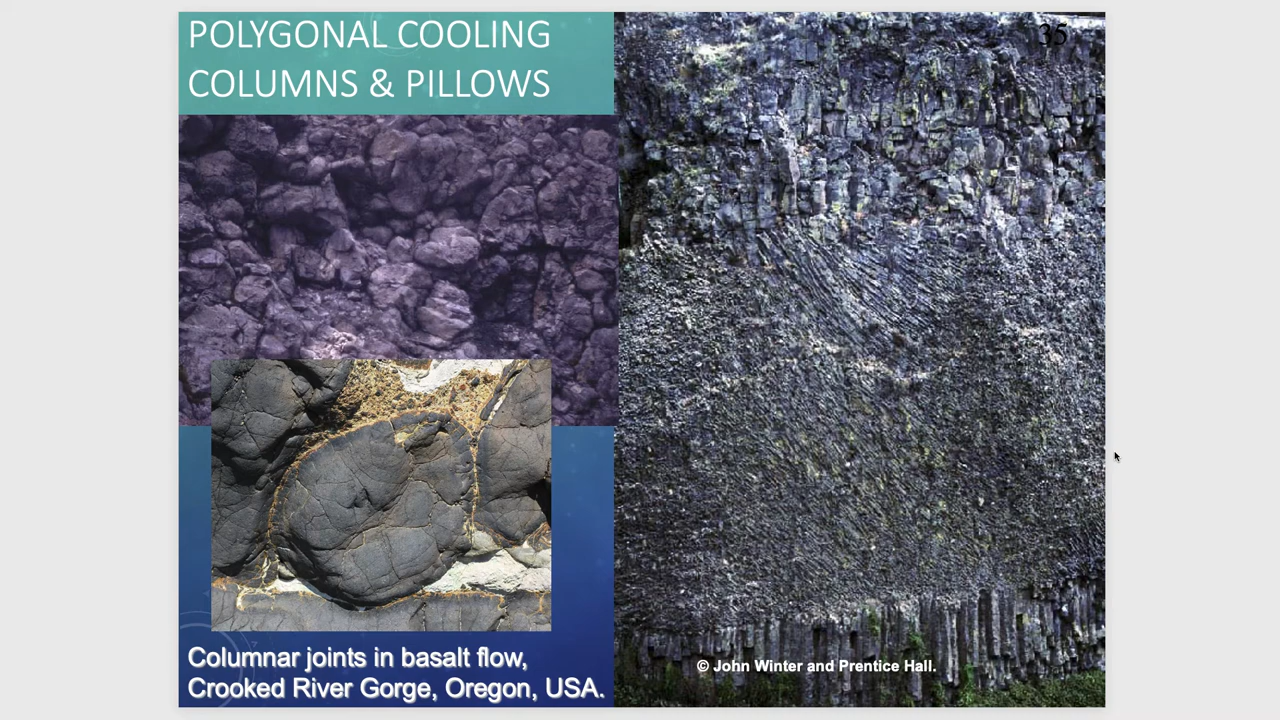 POLYGONAL COOLING
COLUMNS & PILLOWS
35
Columnar joints in basalt flow,
Crooked River Gorge, Oregon, USA.
© John Winter and Prentice Hall.